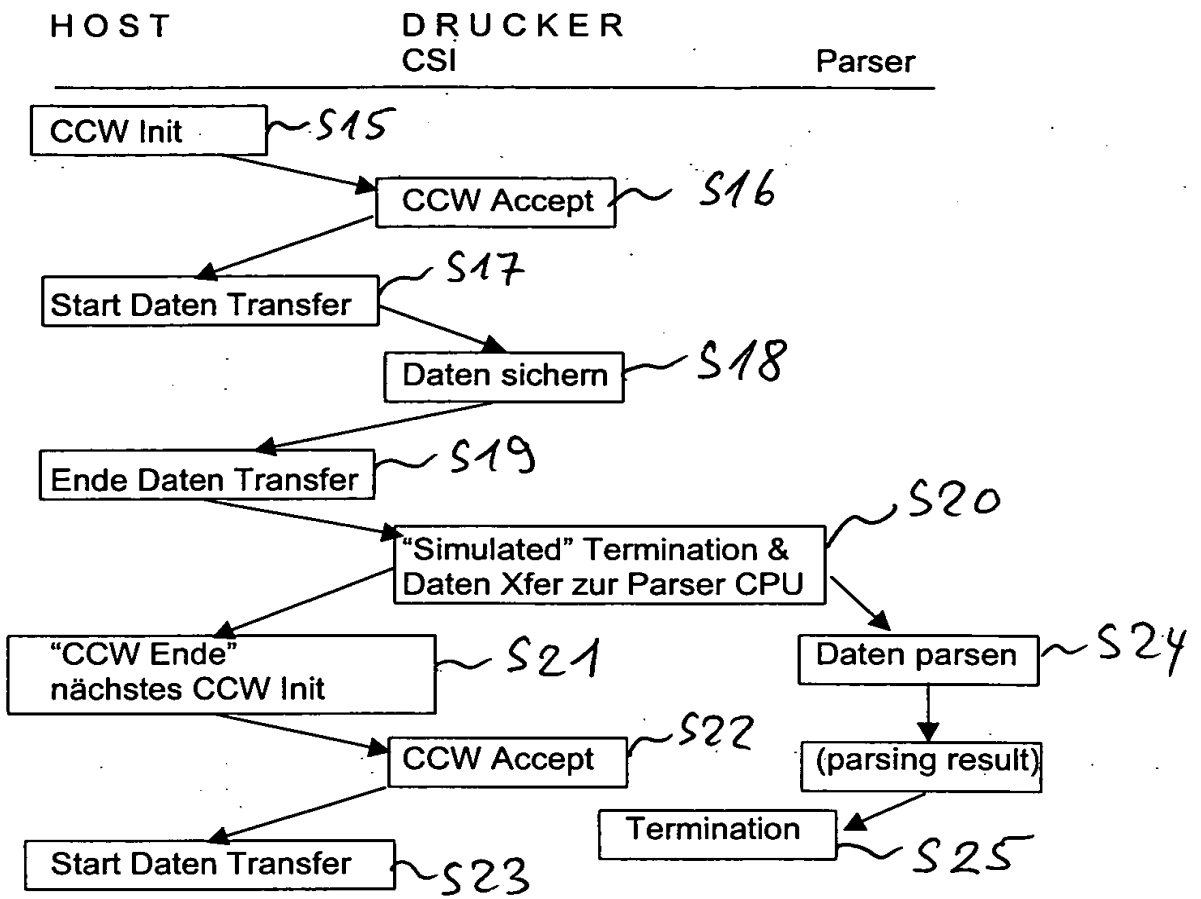 HOST DRUCKER
CSI Parser
CCW Init S15
CCW Accept S16
S17
Start Daten Transfer
Daten sichern S18
Ende Daten Transfer S19
S20
“Simulated” Termination &
Daten Xfer zur Parser CPU
“CCW Ende”
nächstes CCW Init
S21
Daten parsen S24
CCW Accept S22
(parsing result)
Termination
S25
Start Daten Transfer S23